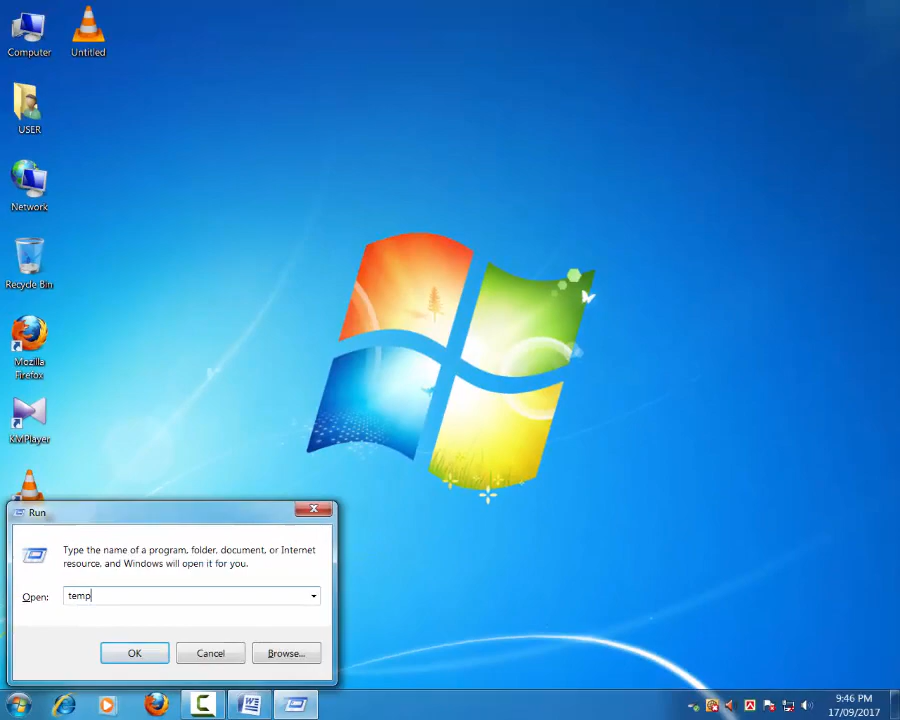 Computer
Untitled
USER
Network
Recycle Bin
Mozilla
Firefox
KMPlayer
Run
Type the name of a program, folder, document, or Internet
resource, and Windows will open it for you.
Open: temp
OK Cancel Browse...
9:46 PM
17/09/2017